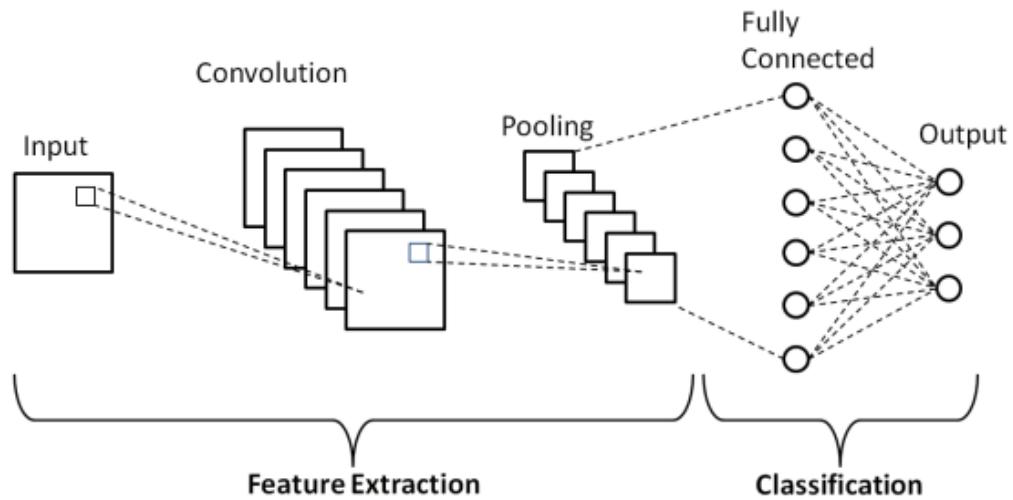 Input
Convolution
Pooling
Fully
Connected
Output
Feature Extraction
Classification